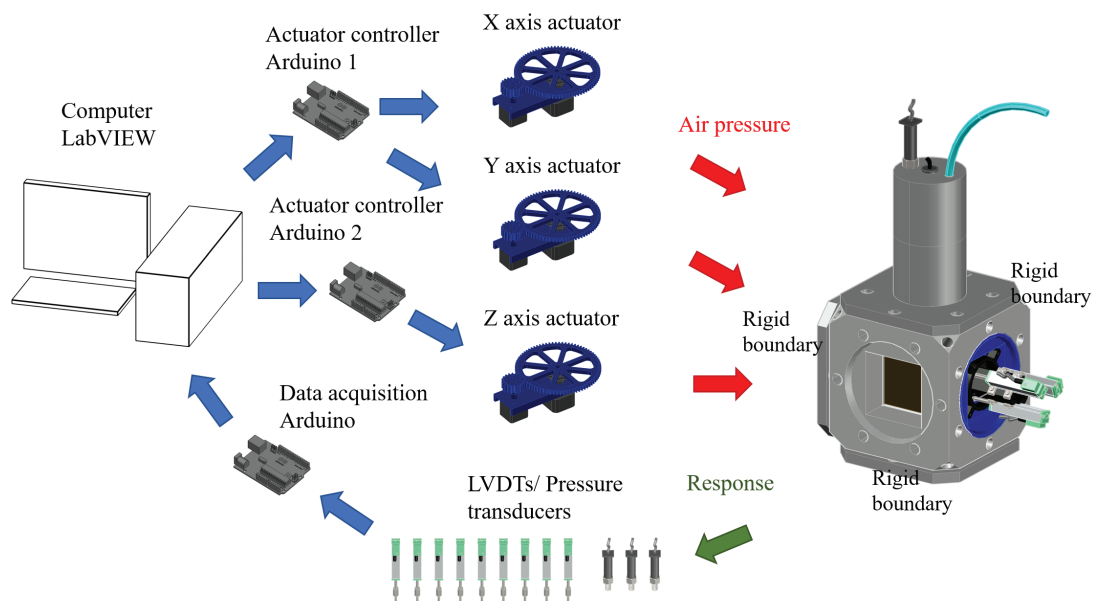 Computer
LabVIEW
Actuator controller
Arduino 1
X axis actuator
Y axis actuator
Actuator controller
Arduino 2
Z axis actuator
Air pressure
Rigid
boundary
Rigid
boundary
Rigid
boundary
Data acquisition
Arduino
LVDTs/ Pressure
transducers
Response